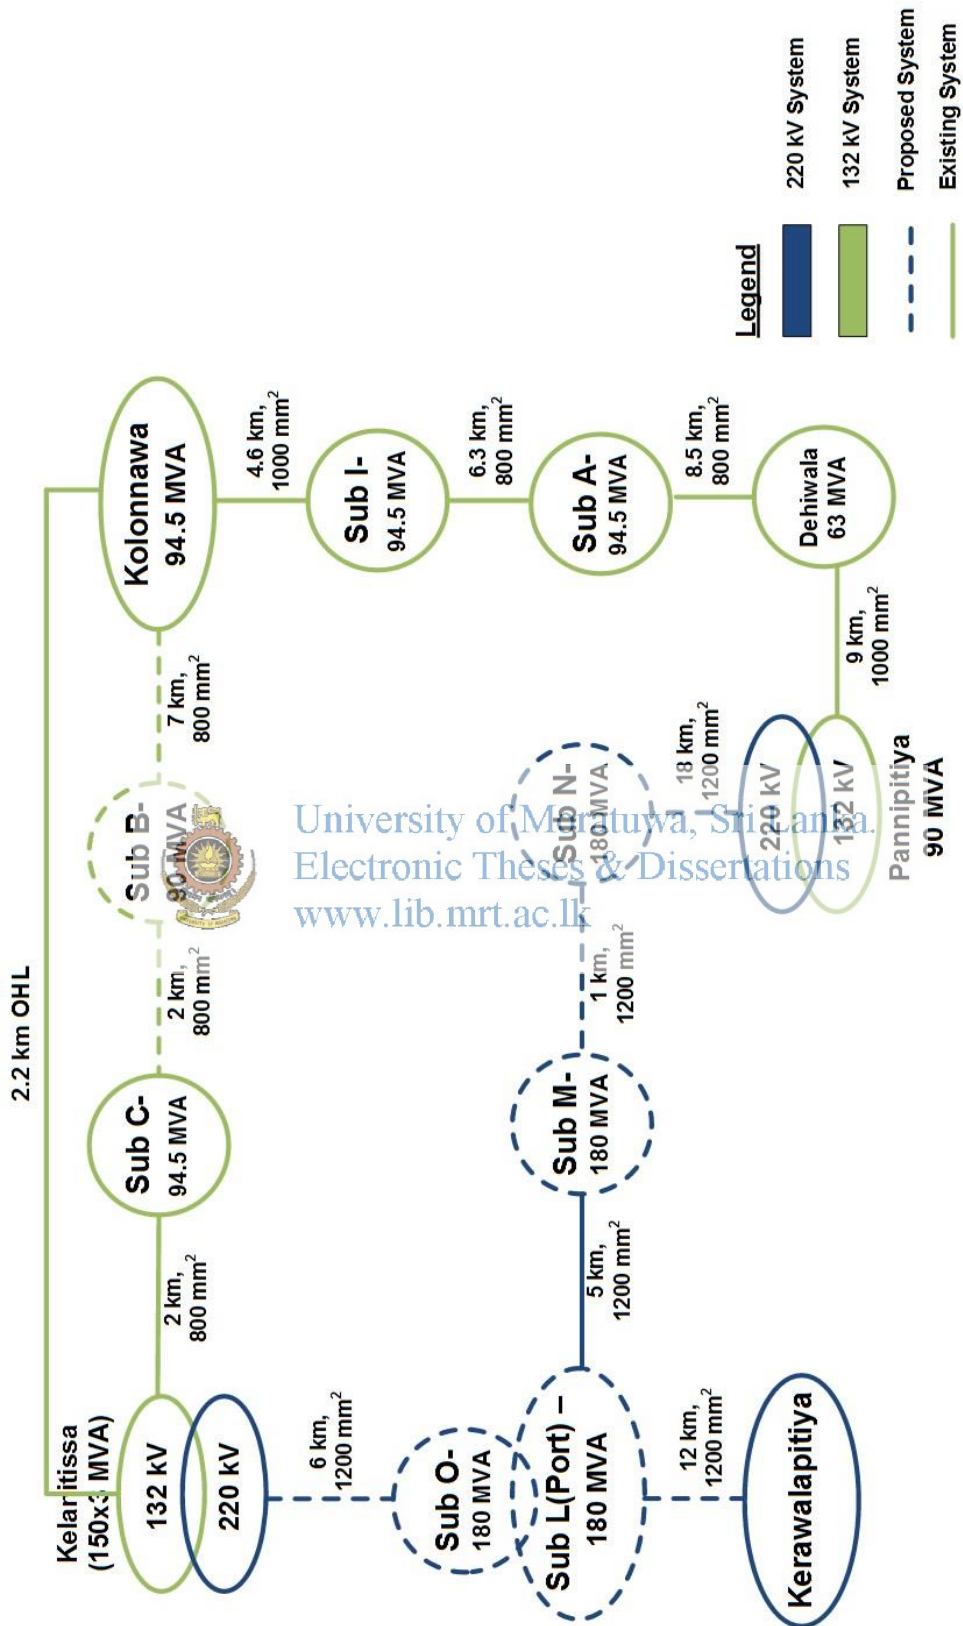 2.2 km OHL
Kelanitissa
(150x3 MVA)
132 kV
220 kV
2 km,
800 mm²
Sub C-
94.5 MVA
2 km,
800 mm²
Sub B-
90 MVA
7 km,
800 mm²
Kolonnawa
94.5 MVA
4.6 km,
1000 mm²
Sub I-
94.5 MVA
6.3 km,
800 mm²
Sub A-
94.5 MVA
8.5 km,
800 mm²
Dehiwala
63 MVA
9 km,
1000 mm²
220 kV
132 kV
Pannipitiya
90 MVA
18 km,
1200 mm²
Sub N-
180 MVA
1 km,
1200 mm²
Sub M-
180 MVA
5 km,
1200 mm²
6 km,
1200 mm²
Sub O-
180 MVA
Sub L(Port) –
180 MVA
12 km,
1200 mm²
Kerawalapitiya
Legend
220 kV System
132 kV System
Proposed System
Existing System
University of Moratuwa, Sri Lanka.
Electronic Theses & Dissertations
www.lib.mrt.ac.lk